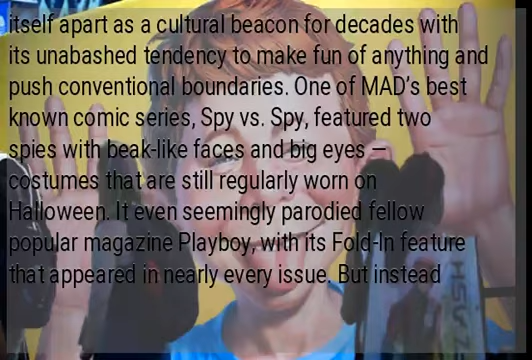 itself apart as a cultural beacon for decades with
its unabashed tendency to make fun of anything and
push conventional boundaries. One of MAD's best
known comic series, Spy vs. Spy, featured two
spies with beak-like faces and big eyes —
costumes that are still regularly worn on
Halloween. It even seemingly parodied fellow
popular magazine Playboy, with its Fold-In feature
that appeared in nearly every issue. But instead